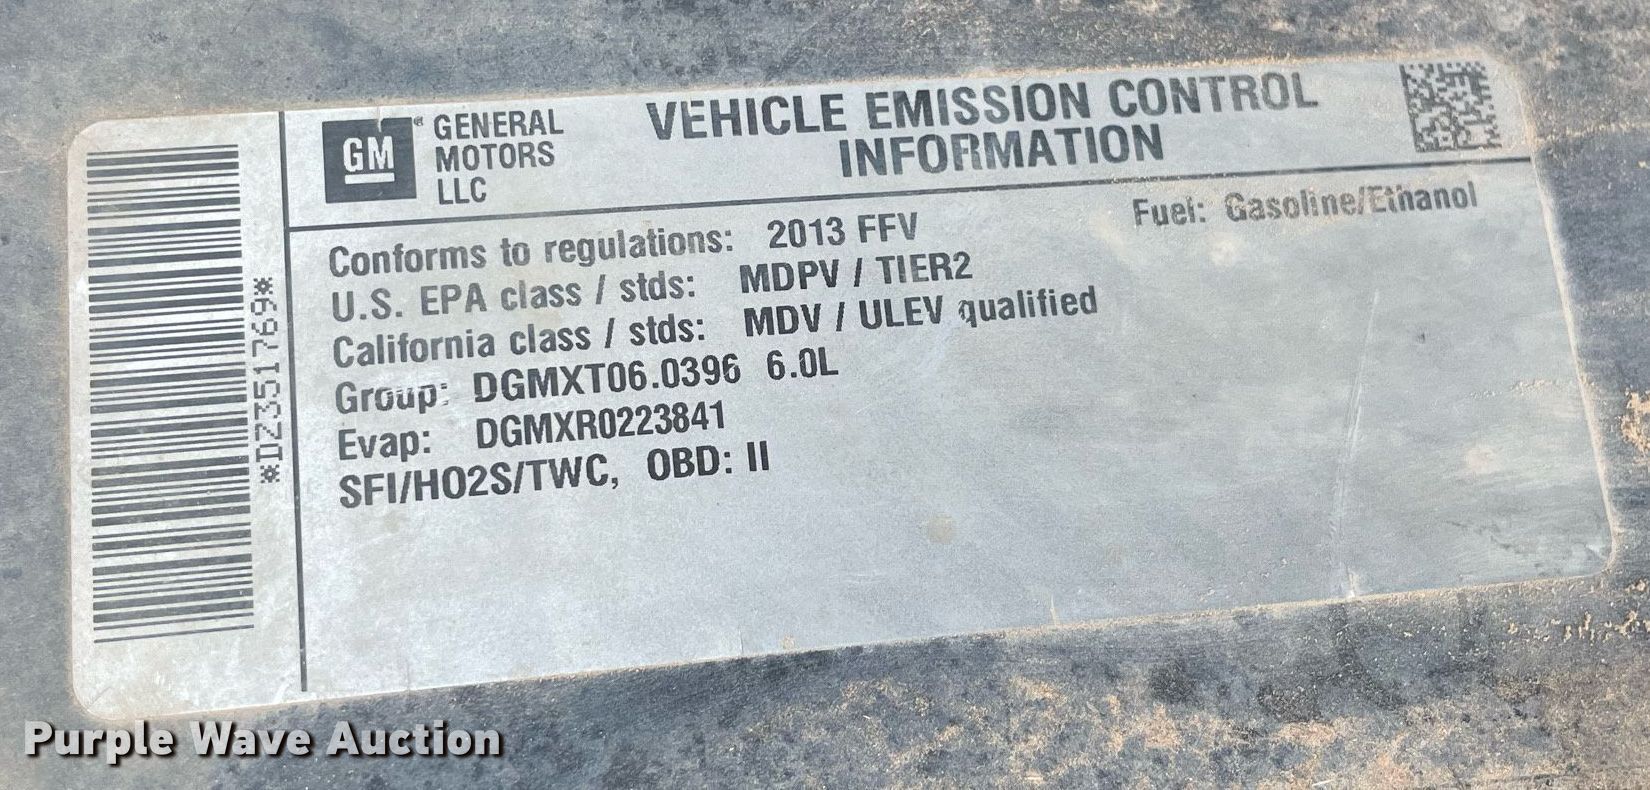 GM
GENERAL
MOTORS
LLC
VEHICLE EMISSION CONTROL
INFORMATION
Fuel: Gasoline/Ethanol
Conforms to regulations: 2013 FFV
U.S. EPA class / stds: MDPV / TIER2
California class / stds: MDV / ULEV qualified
Group: DGMXT06.0396 6.0L
Evap: DGMXR0223841
SFI/HO2S/TWC, OBD: II
*DZ351769*
Purple Wave Auction